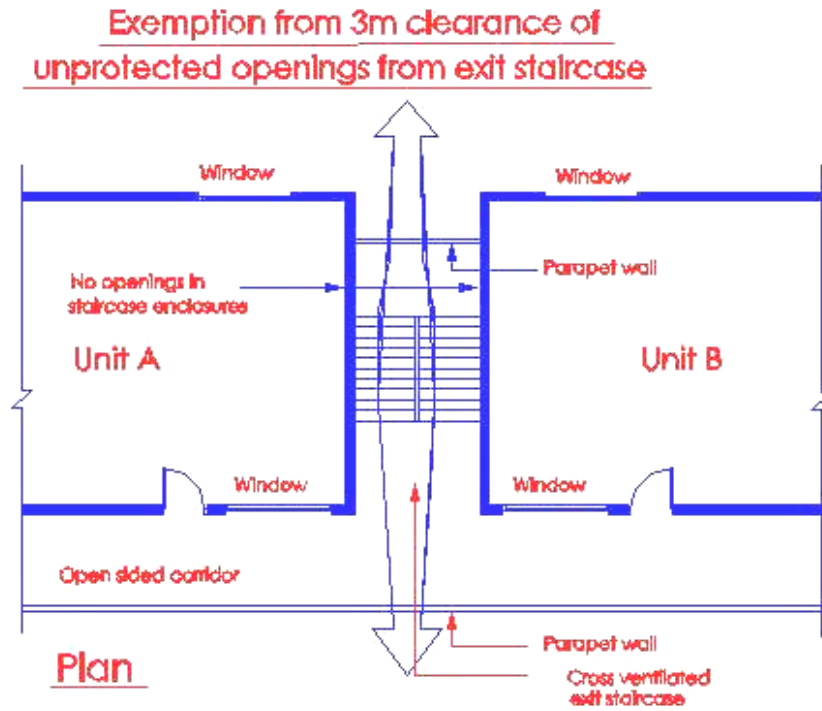 Exemption from 3m clearance of
unprotected openings from exit staircase
Window
Window
Parapet wall
No openings in
staircase enclosures
Unit A
Unit B
Window
Window
Open sided corridor
Parapet wall
Plan
Cross ventilated
exit staircase